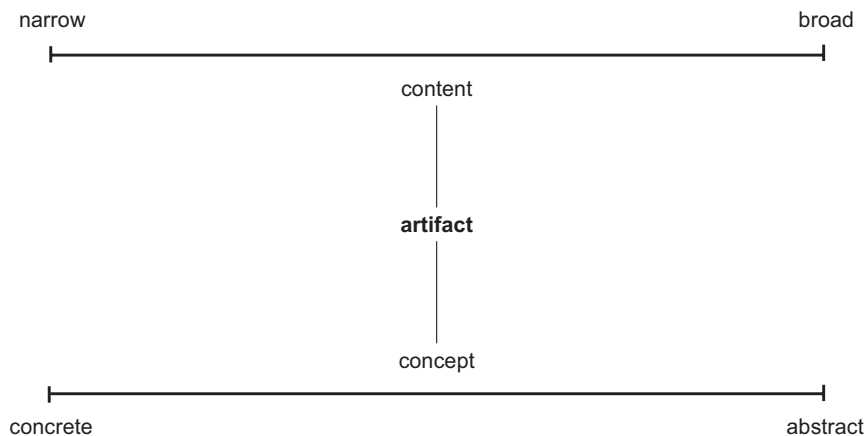 narrow broad
content
artifact
concept
concrete abstract